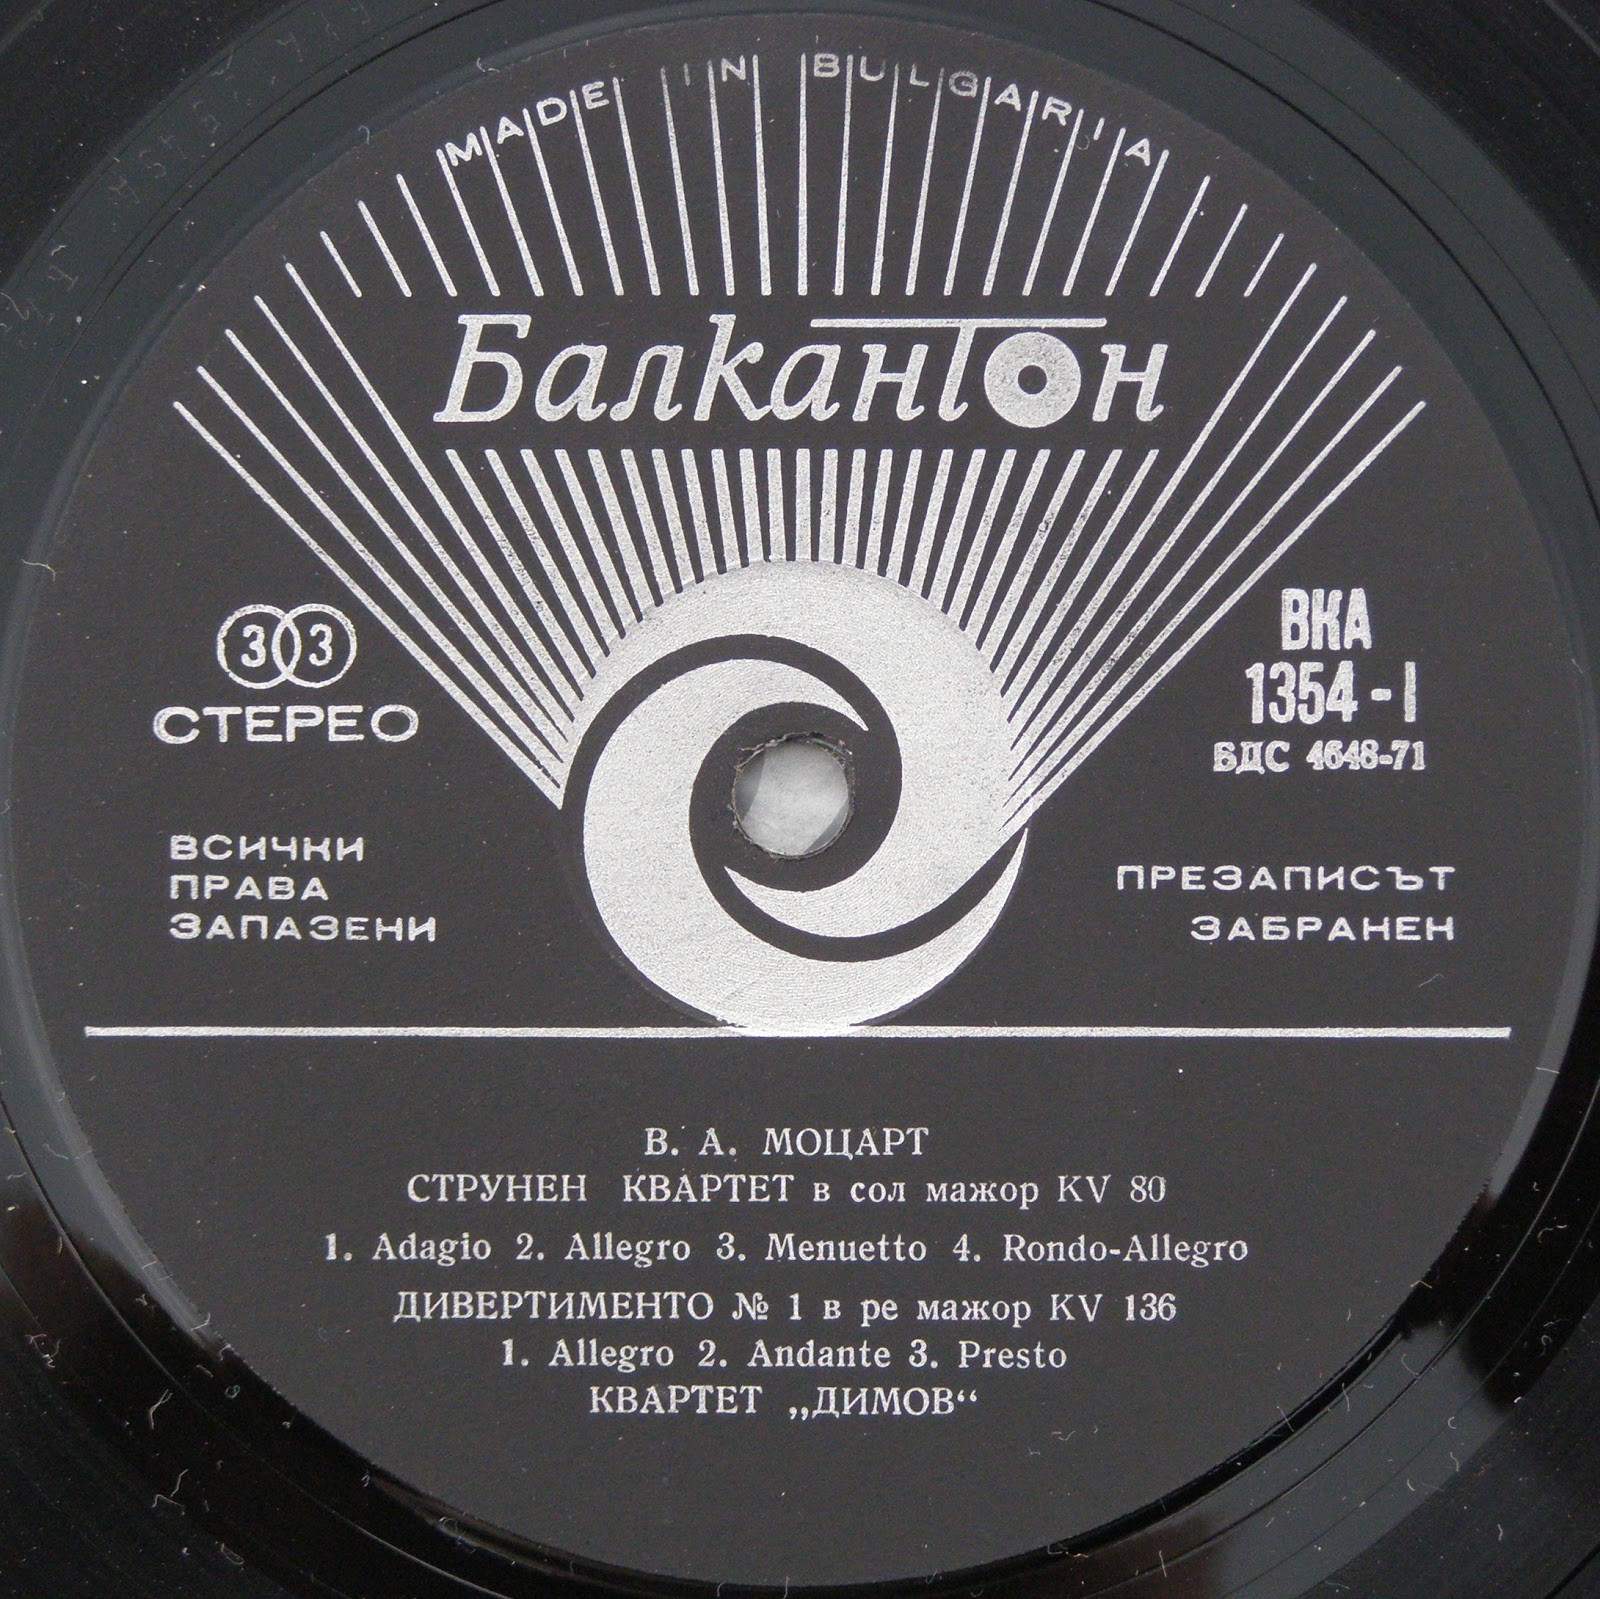 MADE IN BULGARIA
Балкантон
33
СТЕРЕО
ВКА
1354-I
БДС 4648-71
ВСИЧКИ
ПРАВА
ЗАПАЗЕНИ
ПРЕЗАПИСЪТ
ЗАБРАНЕН
В. А. МОЦАРТ
СТРУНЕН КВАРТЕТ в сол мажор KV 80
1. Adagio 2. Allegro 3. Menuetto 4. Rondo-Allegro
ДИВЕРТИМЕНТО № 1 в ре мажор KV 136
1. Allegro 2. Andante 3. Presto
КВАРТЕТ „ДИМОВ“